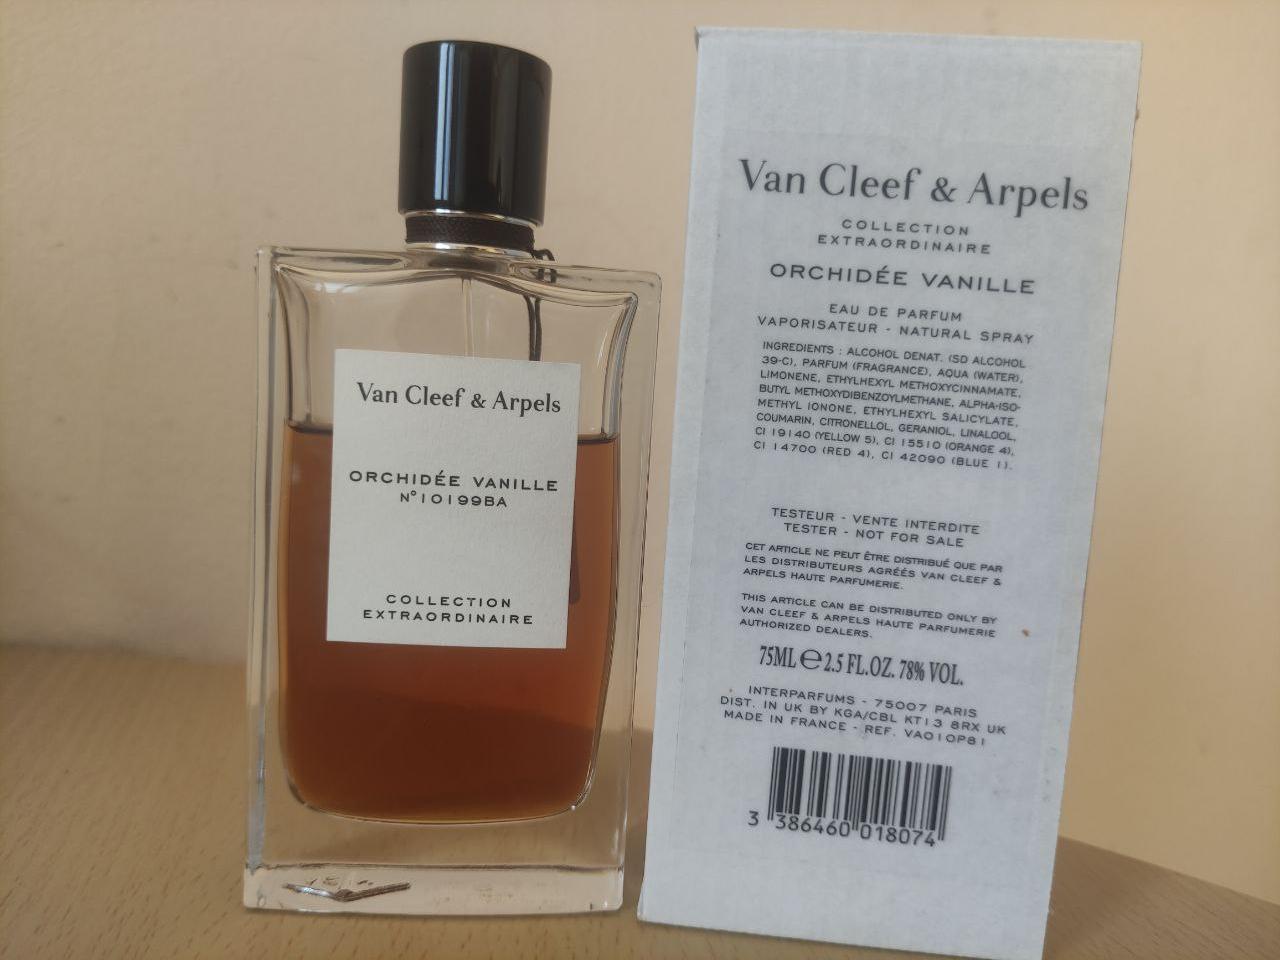 Van Cleef & Arpels
ORCHIDÉE VANILLE
N°10199BA
COLLECTION
EXTRAORDINAIRE
Van Cleef & Arpels
COLLECTION
EXTRAORDINAIRE
ORCHIDÉE VANILLE
EAU DE PARFUM
VAPORISATEUR - NATURAL SPRAY
INGREDIENTS : ALCOHOL DENAT. (SD ALCOHOL
39-C), PARFUM (FRAGRANCE), AQUA (WATER),
LIMONENE, ETHYLHEXYL METHOXYCINNAMATE,
BUTYL METHOXYDIBENZOYLMETHANE, ALPHA-ISO-
METHYL IONONE, ETHYLHEXYL SALICYLATE,
COUMARIN, CITRONELLOL, GERANIOL, LINALOOL,
CI 19140 (YELLOW 5), CI 15510 (ORANGE 4),
CI 14700 (RED 4), CI 42090 (BLUE 1).
TESTEUR - VENTE INTERDITE
TESTER - NOT FOR SALE
CET ARTICLE NE PEUT ÊTRE DISTRIBUÉ QUE PAR
LES DISTRIBUTEURS AGRÉÉS VAN CLEEF &
ARPELS HAUTE PARFUMERIE.
THIS ARTICLE CAN BE DISTRIBUTED ONLY BY
VAN CLEEF & ARPELS HAUTE PARFUMERIE
AUTHORIZED DEALERS.
75ML ℮ 2.5 FL.OZ. 78% VOL.
INTERPARFUMS - 75007 PARIS
DIST. IN UK BY KGA/CBL KT13 8RX UK
MADE IN FRANCE - REF. VA010P81
3 386460 018074